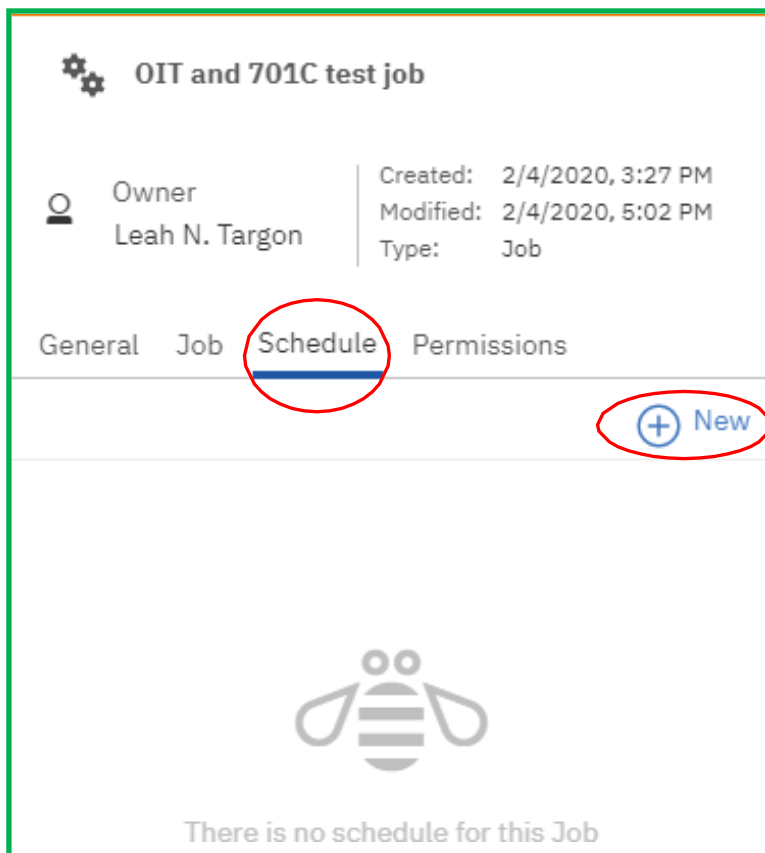 OIT and 701C test job
Owner
Leah N. Targon
Created: 2/4/2020, 3:27 PM
Modified: 2/4/2020, 5:02 PM
Type: Job
General Job Schedule Permissions
New
There is no schedule for this Job